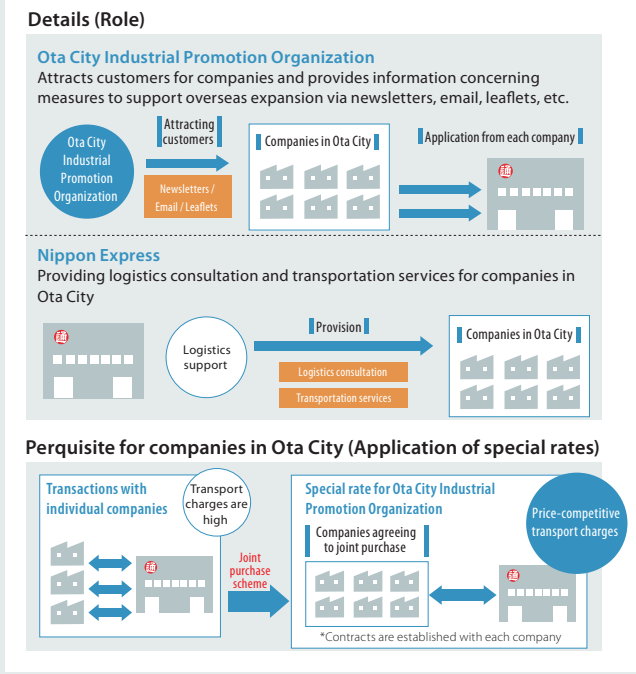 Details (Role)
Ota City Industrial Promotion Organization
Attracts customers for companies and provides information concerning
measures to support overseas expansion via newsletters, email, leaflets, etc.
Ota City
Industrial
Promotion
Organization
Attracting
customers
Newsletters /
Email / Leaflets
Companies in Ota City
Application from each company
Nippon Express
Providing logistics consultation and transportation services for companies in
Ota City
Logistics
support
Provision
Logistics consultation
Transportation services
Companies in Ota City
Perquisite for companies in Ota City (Application of special rates)
Transactions with
individual companies
Transport
charges are
high
Joint
purchase
scheme
Special rate for Ota City Industrial
Promotion Organization
Companies agreeing
to joint purchase
Price-competitive
transport charges
*Contracts are established with each company